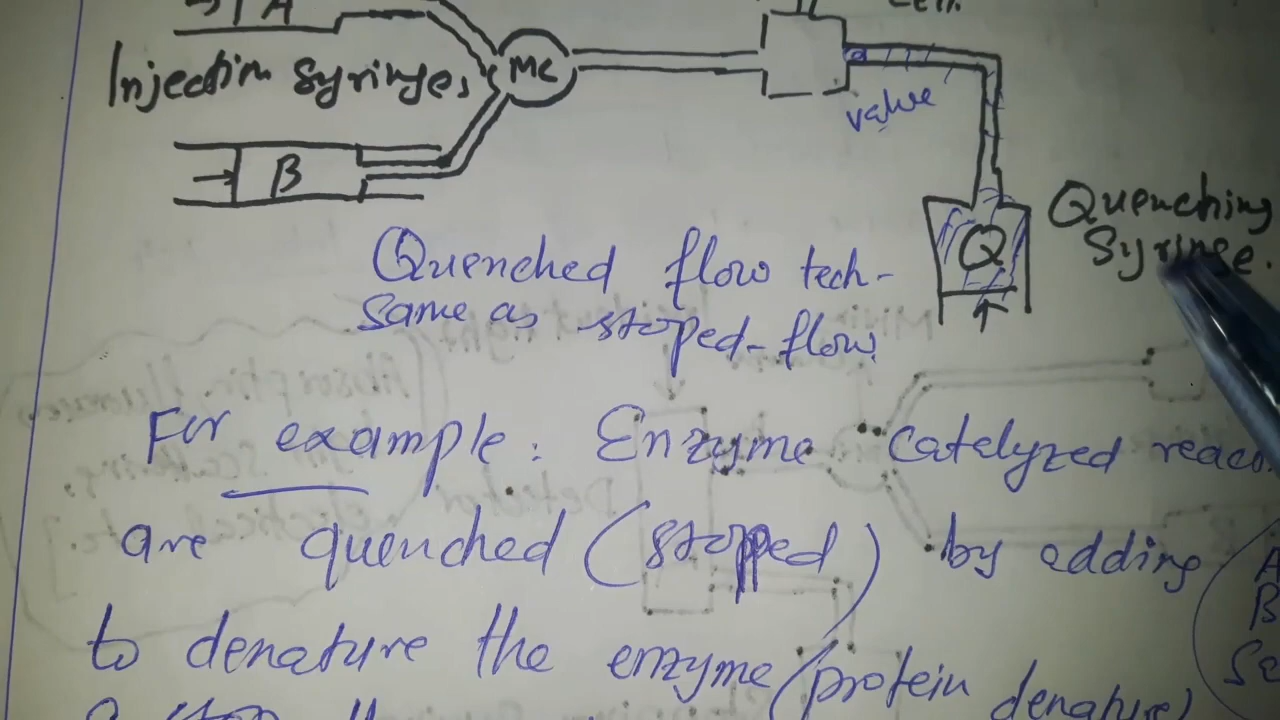 A
Cell
Injection Syringes
MC
valve
B
Quenching
Syringe.
Q
Quenched flow tech-
same as stoped-flow.
For example: Enzyme catalyzed reac
are quenched (stopped) by adding
to denature the enzyme (protein denature)